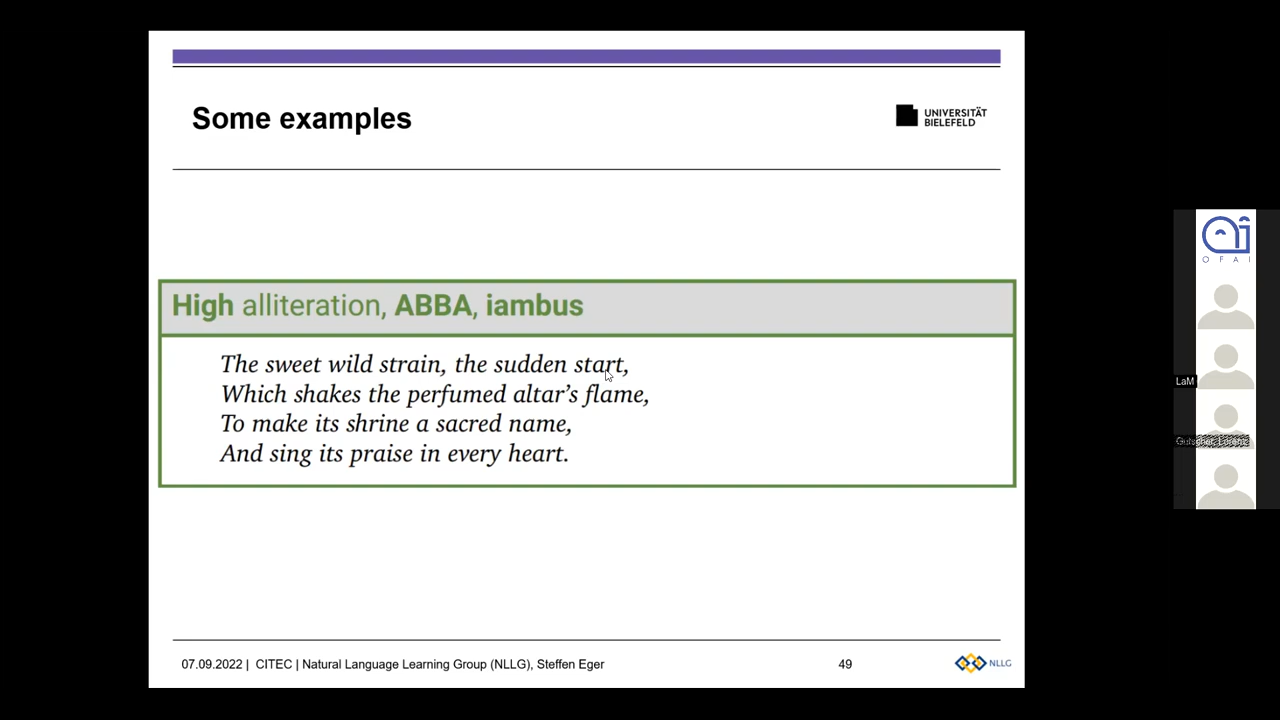 Some examples
UNIVERSITÄT
BIELEFELD
High alliteration, ABBA, iambus
The sweet wild strain, the sudden start,
Which shakes the perfumed altar's flame,
To make its shrine a sacred name,
And sing its praise in every heart.
07.09.2022 | CITEC | Natural Language Learning Group (NLLG), Steffen Eger
49
NLLG
OFAI
LaM